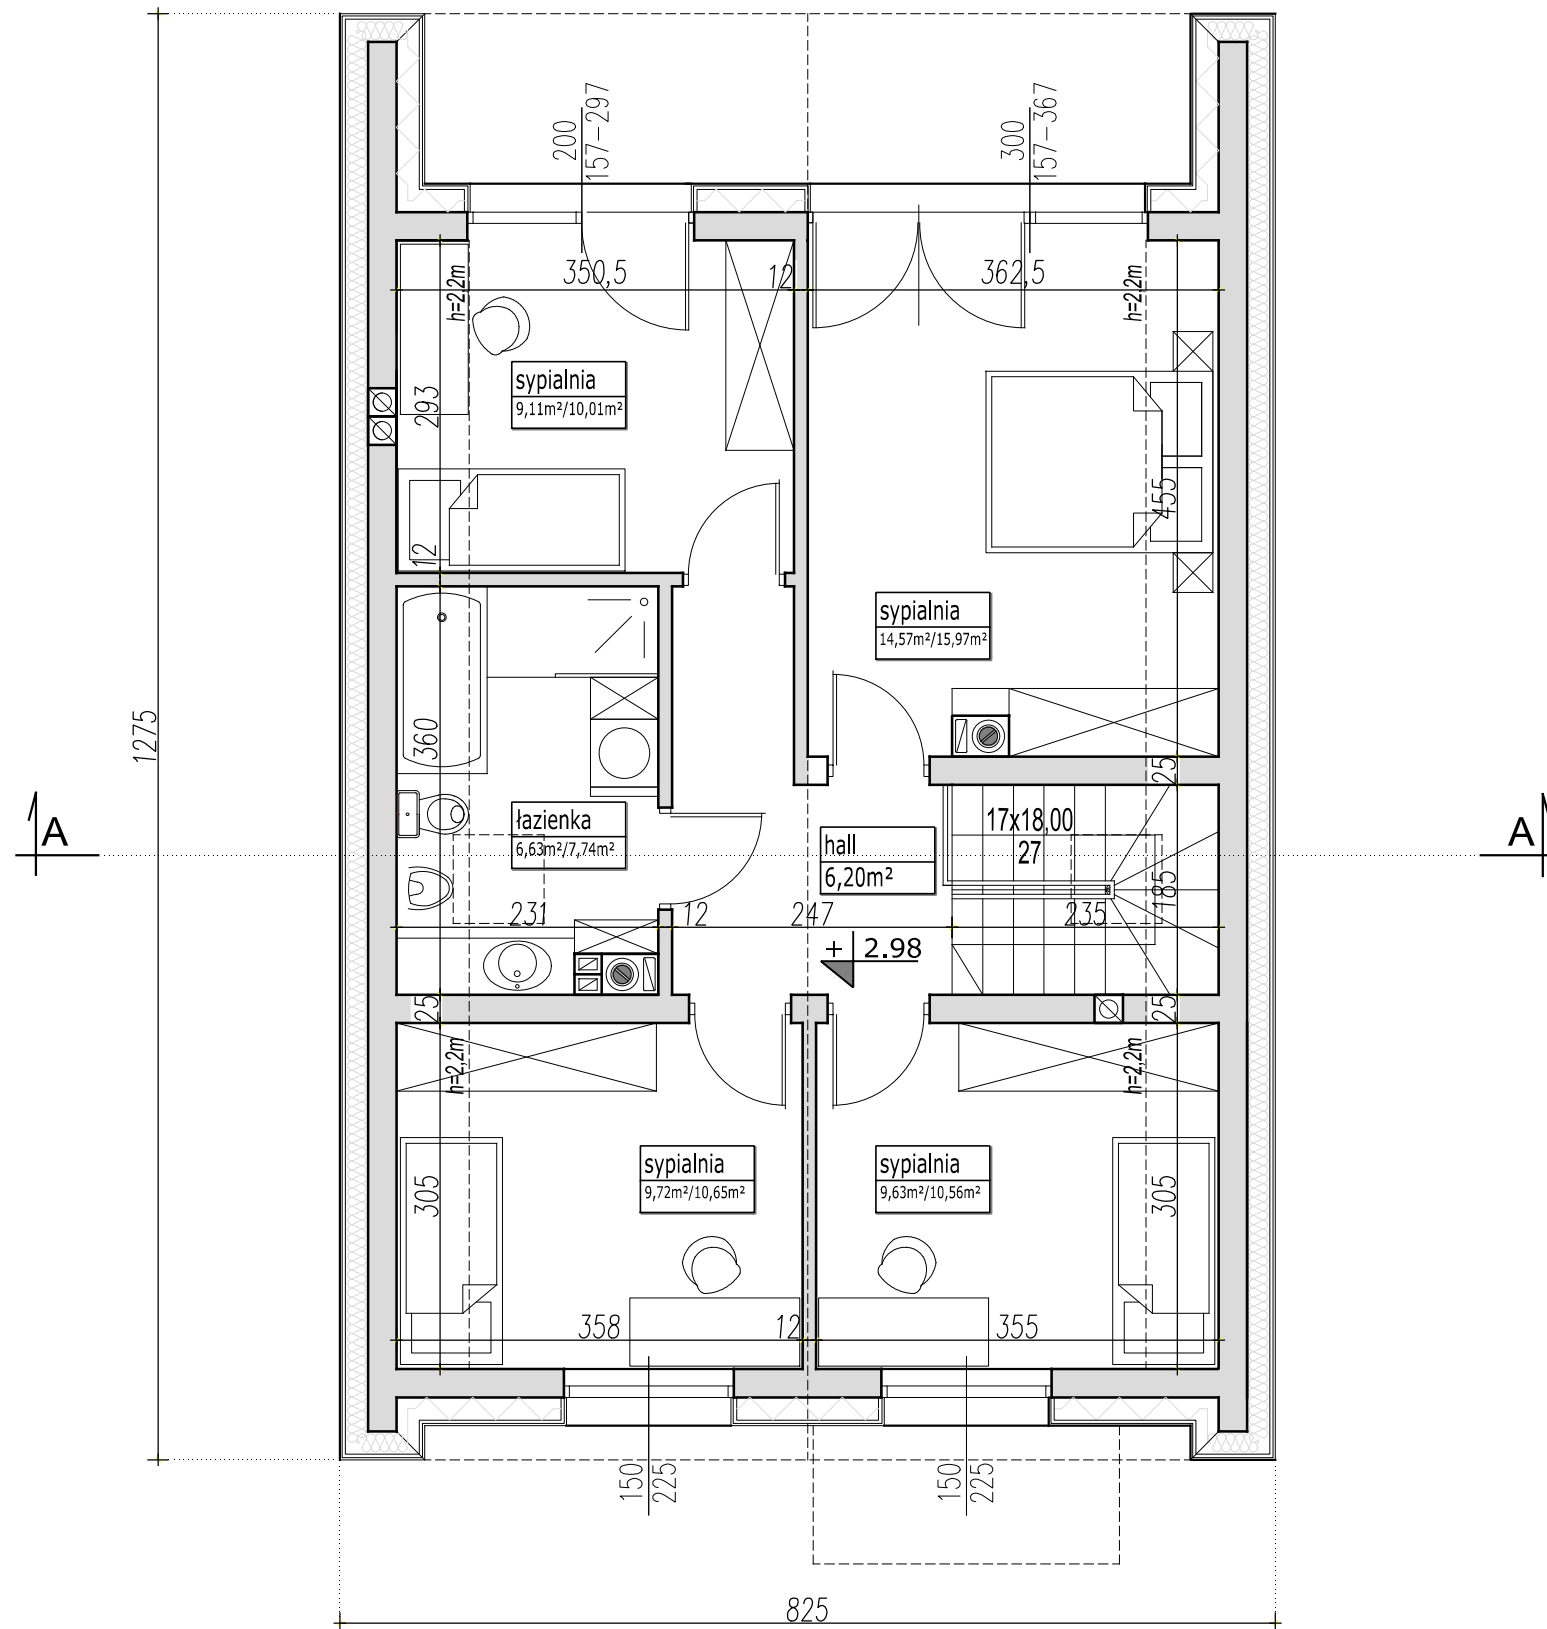 200
157-297
300
157-367
350,5
12
362,5
h=2,2m
h=2,2m
sypialnia
9,11m²/10,01m²
293
455
12
sypialnia
14,57m²/15,97m²
1275
360
25
A
łazienka
6,63m²/7,74m²
hall
6,20m²
17x18,00
27
A
185
231
12
247
235
+ 2.98
25
25
h=2,2m
h=2,2m
sypialnia
9,72m²/10,65m²
sypialnia
9,63m²/10,56m²
305
305
358
12
355
150
225
150
225
825